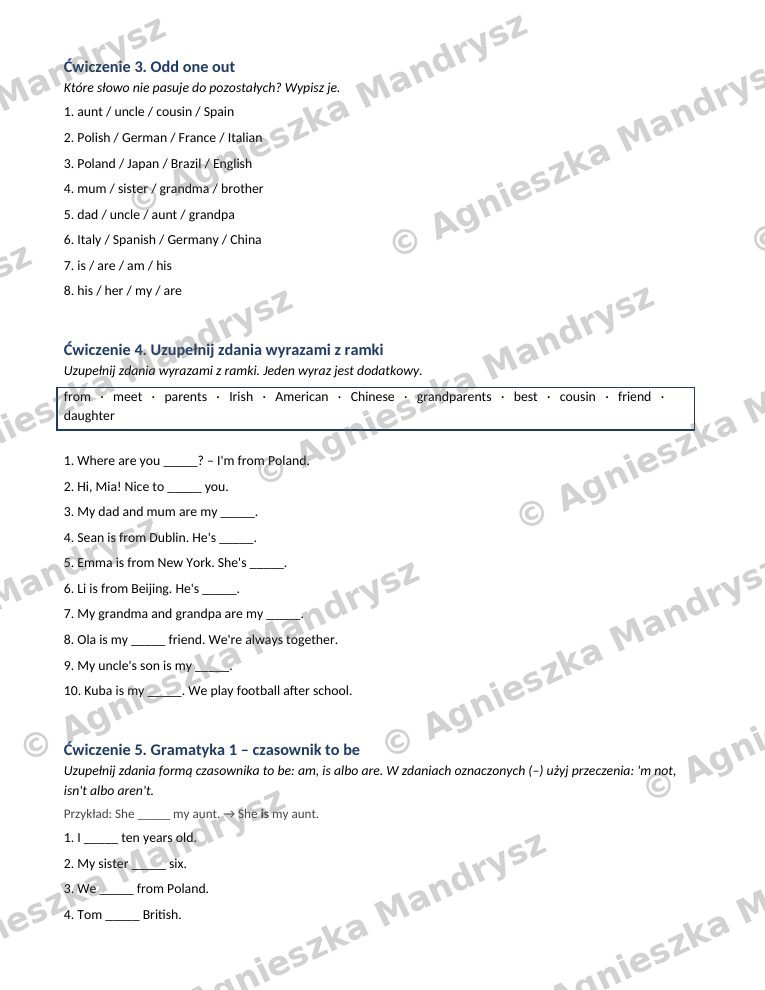 Ćwiczenie 3. Odd one out
Które słowo nie pasuje do pozostałych? Wypisz je.
1. aunt / uncle / cousin / Spain
2. Polish / German / France / Italian
3. Poland / Japan / Brazil / English
4. mum / sister / grandma / brother
5. dad / uncle / aunt / grandpa
6. Italy / Spanish / Germany / China
7. is / are / am / his
8. his / her / my / are
Ćwiczenie 4. Uzupełnij zdania wyrazami z ramki
Uzupełnij zdania wyrazami z ramki. Jeden wyraz jest dodatkowy.
from · meet · parents · Irish · American · Chinese · grandparents · best · cousin · friend ·
daughter
1. Where are you _____? – I'm from Poland.
2. Hi, Mia! Nice to _____ you.
3. My dad and mum are my _____.
4. Sean is from Dublin. He's _____.
5. Emma is from New York. She's _____.
6. Li is from Beijing. He's _____.
7. My grandma and grandpa are my _____.
8. Ola is my _____ friend. We're always together.
9. My uncle's son is my _____.
10. Kuba is my _____. We play football after school.
Ćwiczenie 5. Gramatyka 1 – czasownik to be
Uzupełnij zdania formą czasownika to be: am, is albo are. W zdaniach oznaczonych (–) użyj przeczenia: 'm not,
isn't albo aren't.
Przykład: She _____ my aunt. → She is my aunt.
1. I _____ ten years old.
2. My sister _____ six.
3. We _____ from Poland.
4. Tom _____ British.
© Agnieszka Mandrysz